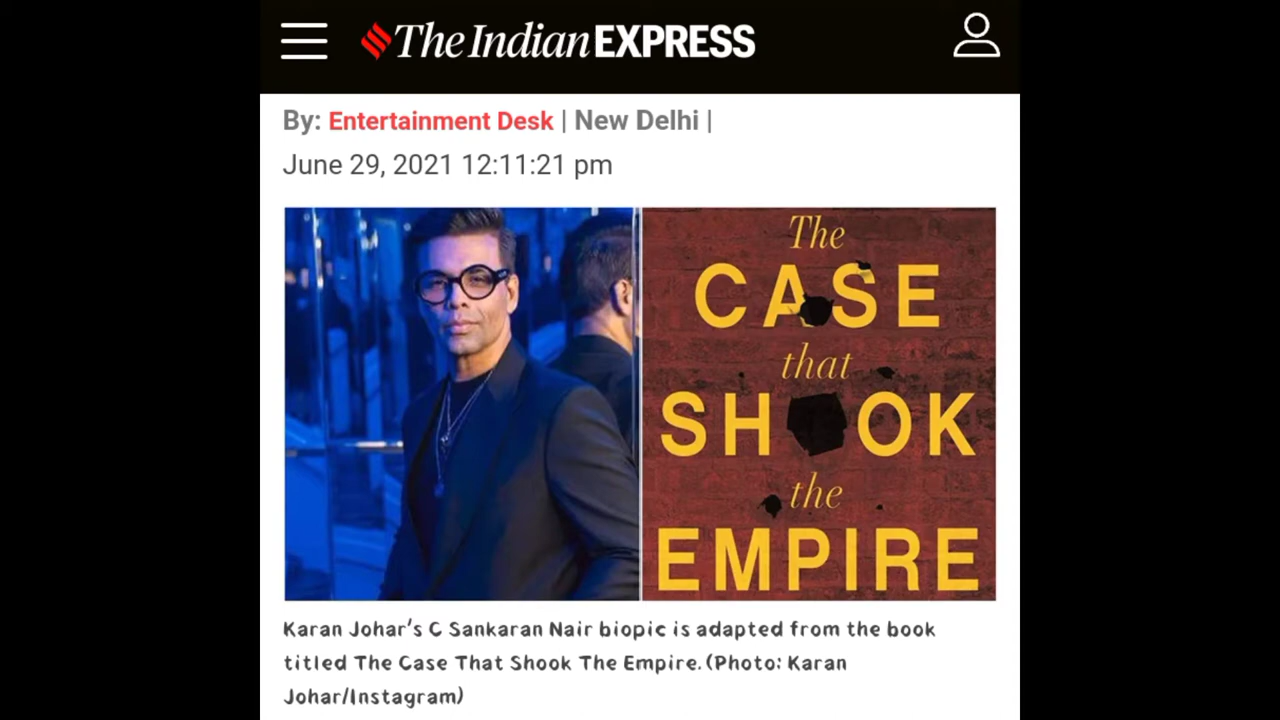 The Indian EXPRESS
By: Entertainment Desk | New Delhi |
June 29, 2021 12:11:21 pm
The
CASE
that
SHOOK
the
EMPIRE
Karan Johar's C Sankaran Nair biopic is adapted from the book
titled The Case That Shook The Empire. (Photo: Karan
Johar/Instagram)